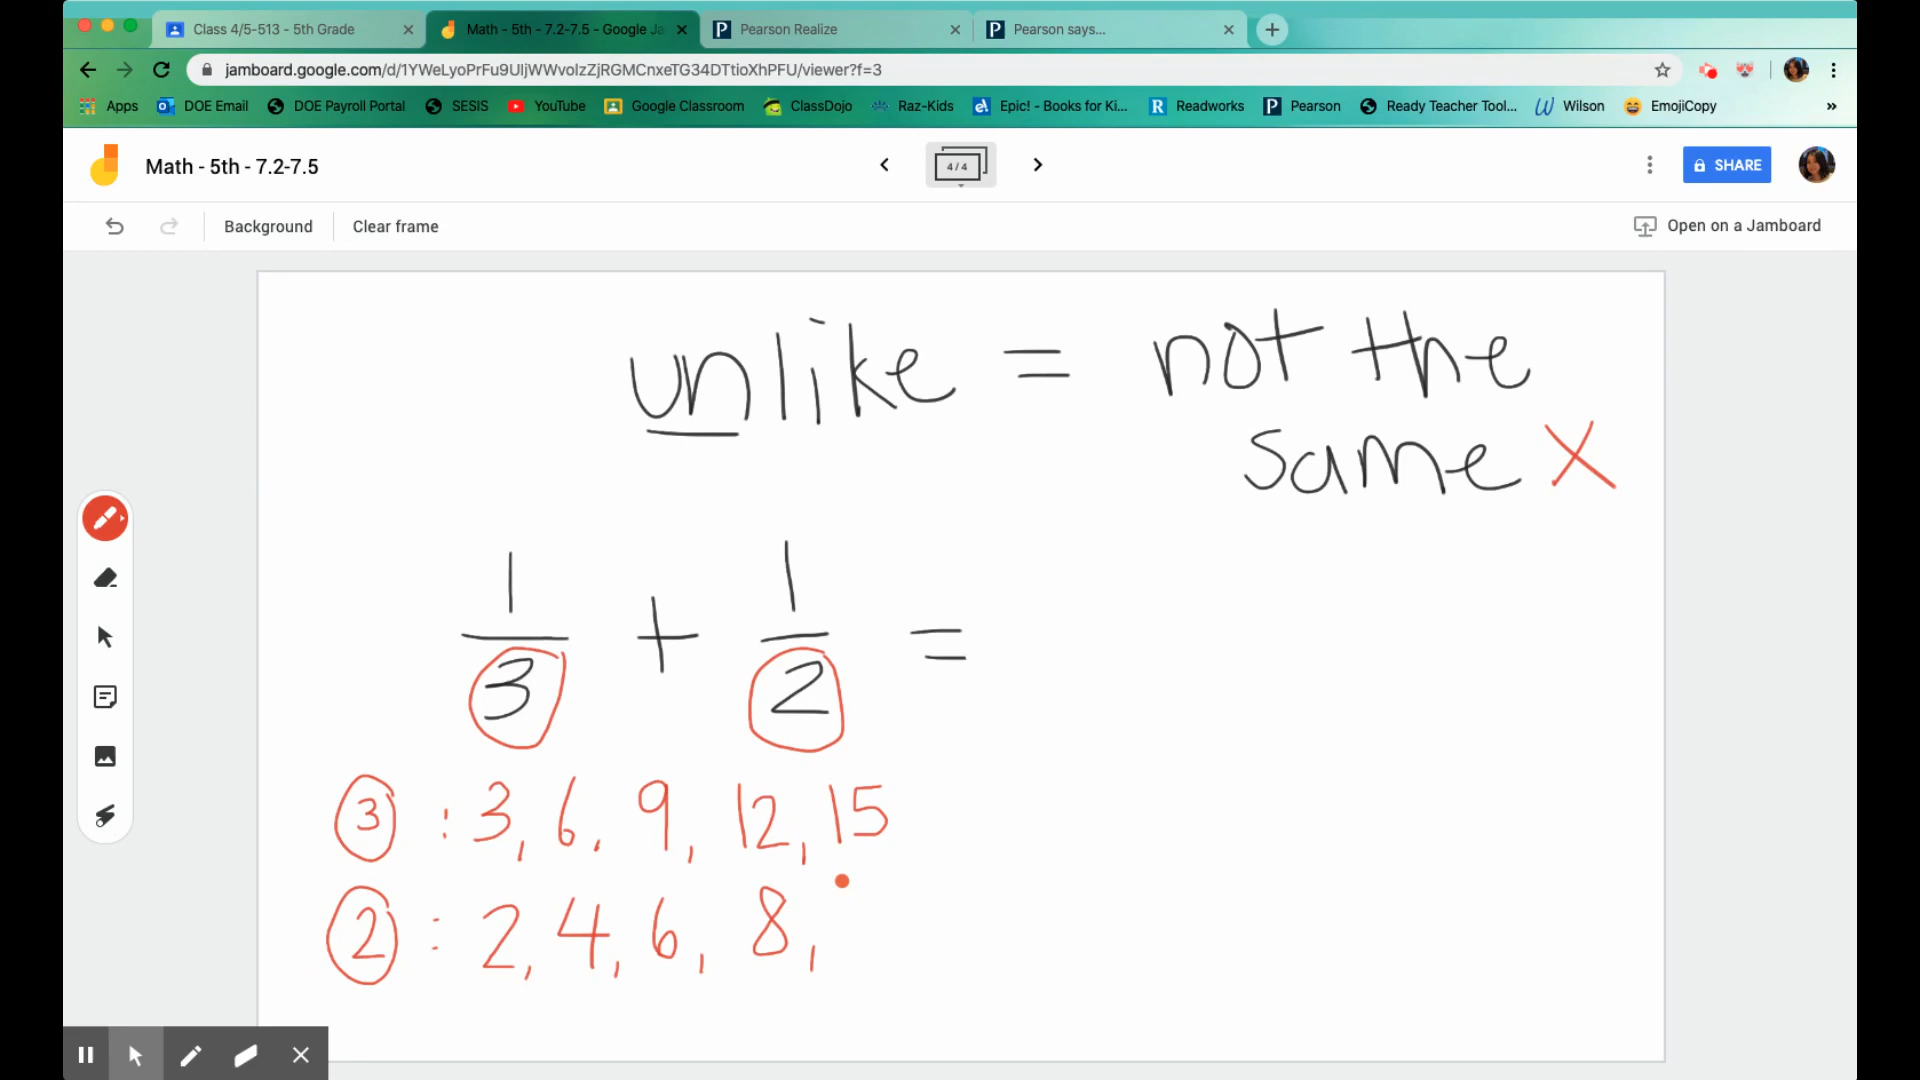 Class 4/5-513 - 5th Grade
Math - 5th - 7.2-7.5 - Google Ja
Pearson Realize
Pearson says...
jamboard.google.com/d/1YWeLyoPrFu9UljWWvolzZjRGMCnxeTG34DTtioXhPFU/viewer?f=3
Apps DOE Email DOE Payroll Portal SESIS YouTube Google Classroom ClassDojo Raz-Kids Epic! - Books for Ki... Readworks Pearson Ready Teacher Tool... Wilson EmojiCopy »
Math - 5th - 7.2-7.5
4 / 4
SHARE
Background Clear frame Open on a Jamboard
unlike = not the
same X
1/3 + 1/2 =
3 : 3, 6, 9, 12, 15
2 : 2, 4, 6, 8,